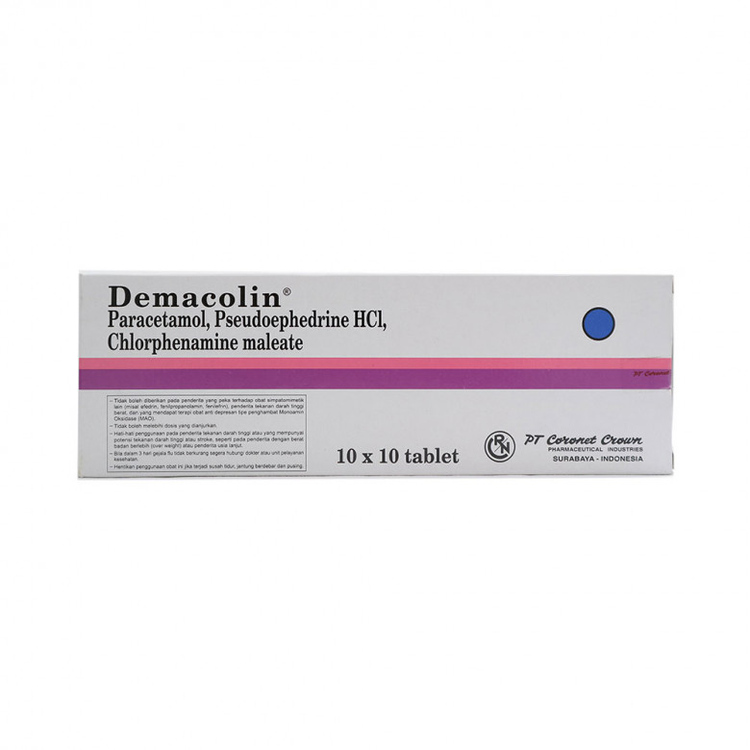 Demacolin®
Paracetamol, Pseudoephedrine HCl,
Chlorphenamine maleate
PT Coronet
– Tidak boleh diberikan pada penderita yang peka terhadap obat simpatomimetik
lain (misal efedrin, fenilpropanolamin, fenilefrin), penderita tekanan darah tinggi
berat, dan yang mendapat terapi obat anti depresan tipe penghambat Monoamin
Oksidase (MAO).
– Tidak boleh melebihi dosis yang dianjurkan.
– Hati-hati penggunaan pada penderita tekanan darah tinggi atau yang mempunyai
potensi tekanan darah tinggi atau stroke, seperti pada penderita dengan berat
badan berlebih (over weight) atau penderita usia lanjut.
– Bila dalam 3 hari gejala flu tidak berkurang segera hubungi dokter atau unit pelayanan
kesehatan.
– Hentikan penggunaan obat ini jika terjadi susah tidur, jantung berdebar dan pusing.
10 x 10 tablet
CRN
PT Coronet Crown
PHARMACEUTICAL INDUSTRIES
SURABAYA - INDONESIA